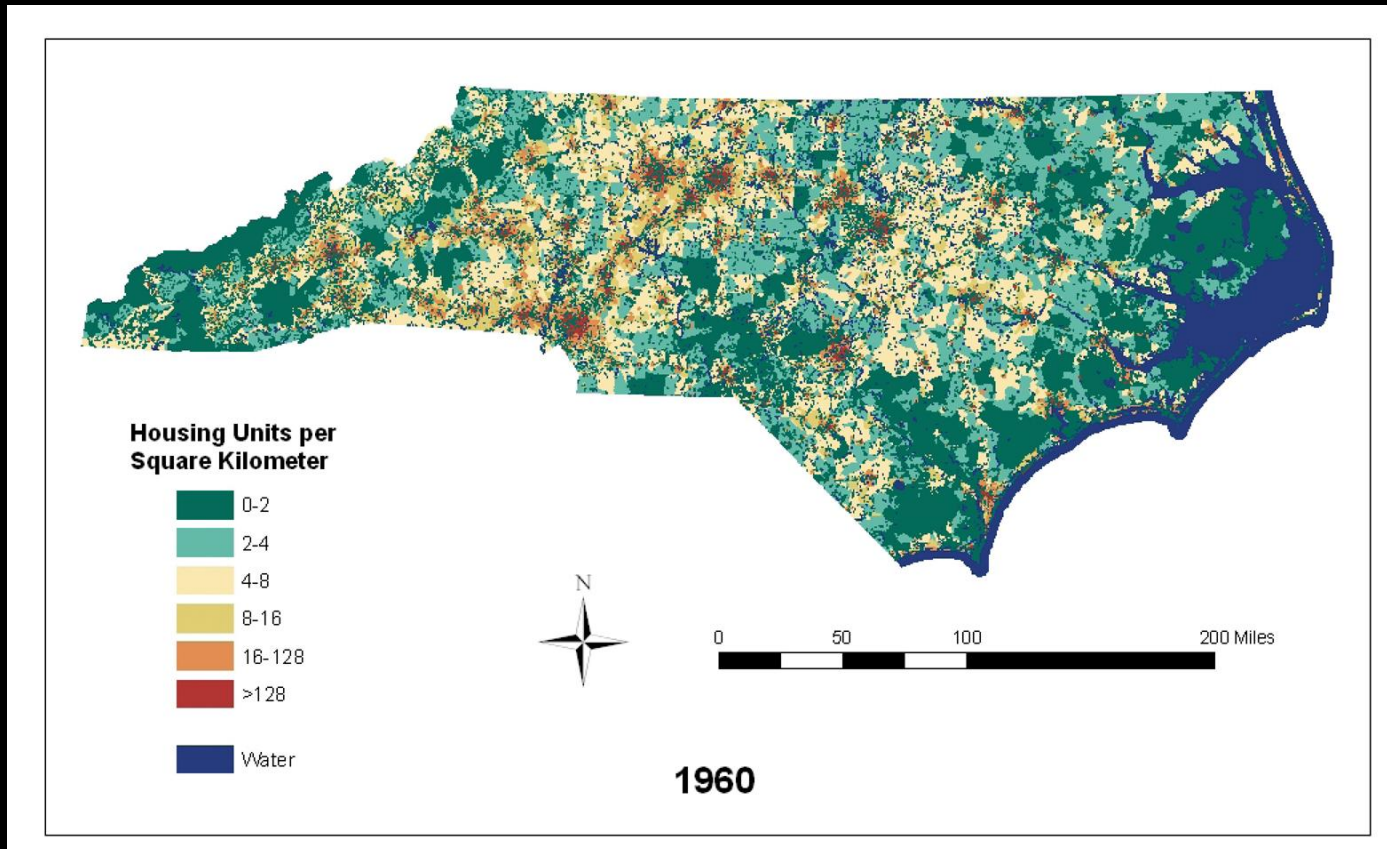 Housing Units per
Square Kilometer
0-2
2-4
4-8
8-16
16-128
>128
Water
N
0 50 100 200 Miles
1960